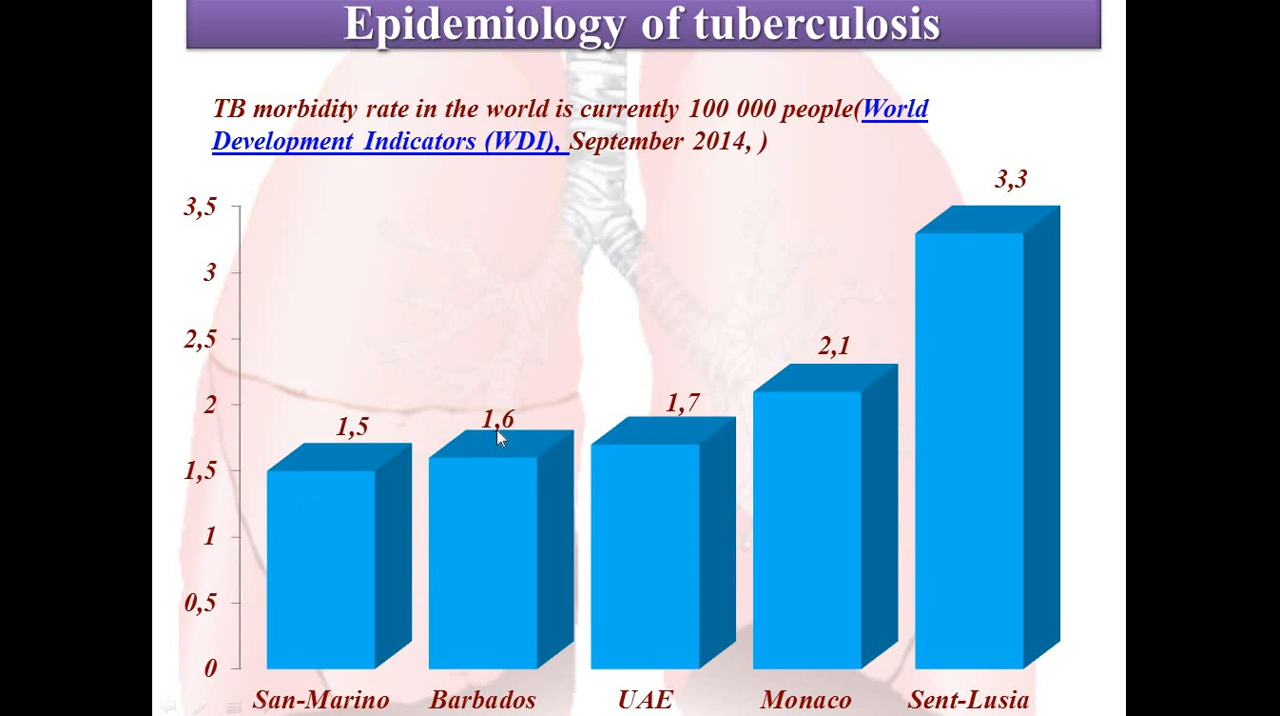 Epidemiology of tuberculosis
TB morbidity rate in the world is currently 100 000 people(World
Development Indicators (WDI), September 2014, )
3,5
3
2,5
2
1,5
1
0,5
0
1,5
1,6
1,7
2,1
3,3
San-Marino
Barbados
UAE
Monaco
Sent-Lusia